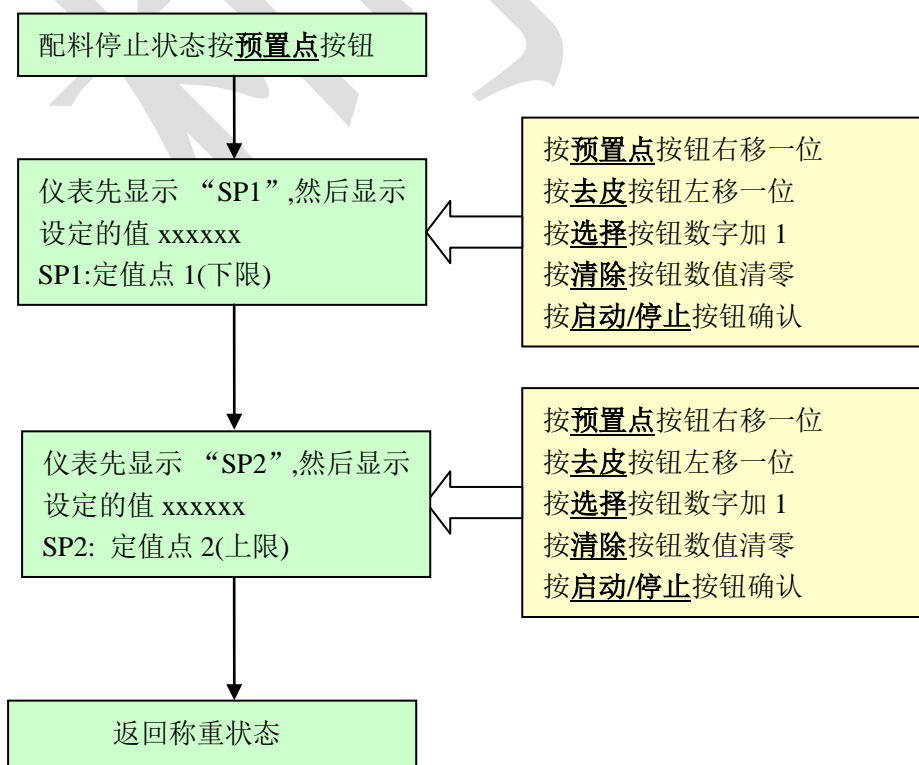 配料停止状态按预置点按钮
仪表先显示 “SP1”,然后显示
设定的值 xxxxxx
SP1:定值点 1(下限)
按预置点按钮右移一位
按去皮按钮左移一位
按选择按钮数字加 1
按清除按钮数值清零
按启动/停止按钮确认
仪表先显示 “SP2”,然后显示
设定的值 xxxxxx
SP2: 定值点 2(上限)
按预置点按钮右移一位
按去皮按钮左移一位
按选择按钮数字加 1
按清除按钮数值清零
按启动/停止按钮确认
返回称重状态